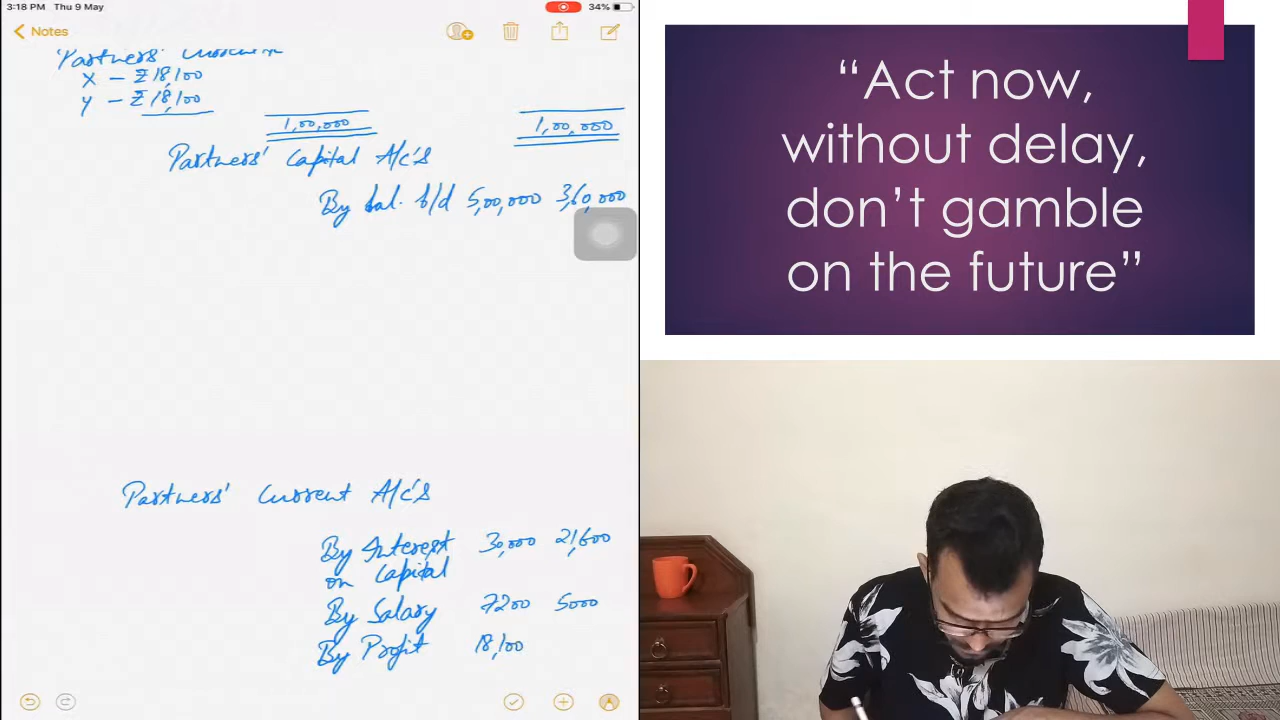 3:18 PM Thu 9 May
34%
Notes
Partners' Current
X - ₹18,100
Y - ₹18,100
1,00,000 1,00,000
Partners' Capital A/c's
By bal. b/d 5,00,000 3,60,000
Partners' Current A/c's
By Interest 30,000 21,600
on Capital
By Salary 7200 5000
By Profit 18,100
“Act now,
without delay,
don’t gamble
on the future”